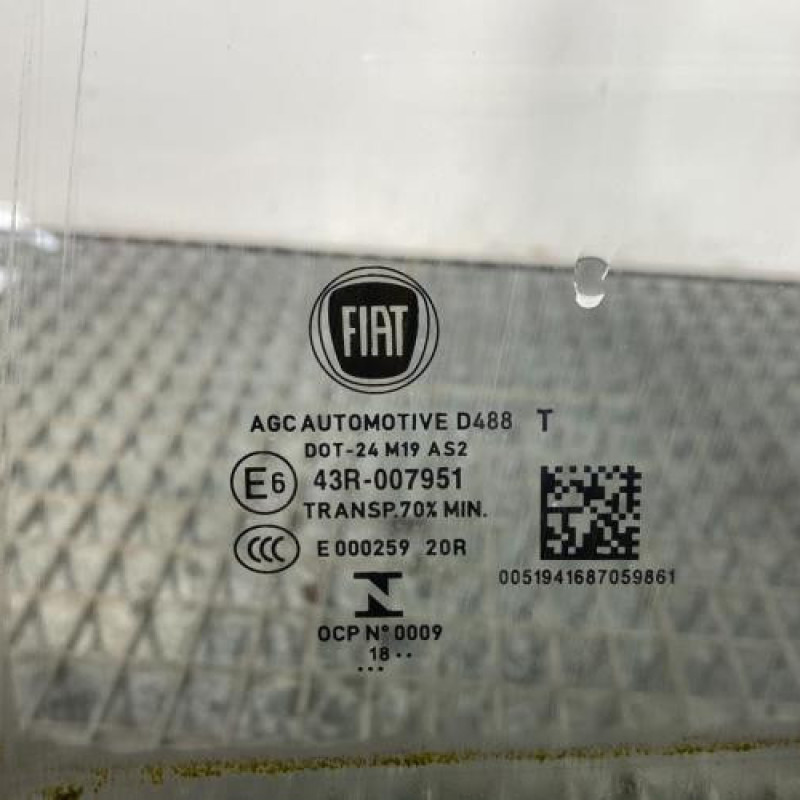 FIAT
AGC AUTOMOTIVE D488 T
DOT-24 M19 AS2
E6 43R-007951
TRANSP.70% MIN.
CCC E000259 20R
0051941687059861
N
OCP N° 0009
18..
...